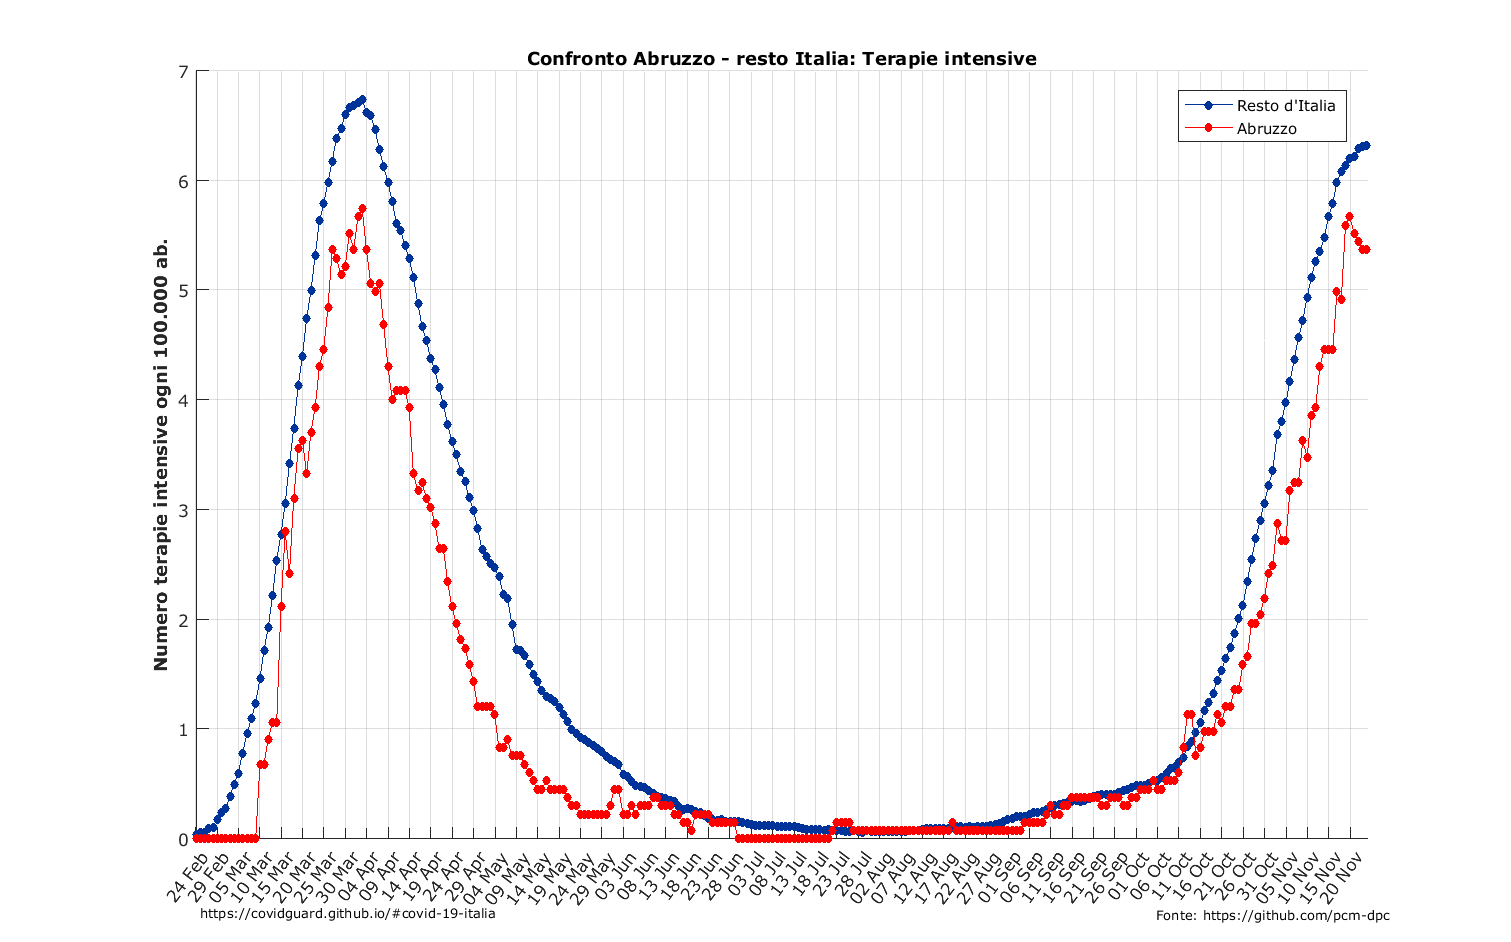 Confronto Abruzzo - resto Italia: Terapie intensive
Numero terapie intensive ogni 100.000 ab.
7
6
5
4
3
2
1
0
Resto d'Italia
Abruzzo
24 Feb
29 Feb
05 Mar
10 Mar
15 Mar
20 Mar
25 Mar
30 Mar
04 Apr
09 Apr
14 Apr
19 Apr
24 Apr
29 Apr
04 May
09 May
14 May
19 May
24 May
29 May
03 Jun
08 Jun
13 Jun
18 Jun
23 Jun
28 Jun
03 Jul
08 Jul
13 Jul
18 Jul
23 Jul
28 Jul
02 Aug
07 Aug
12 Aug
17 Aug
22 Aug
27 Aug
01 Sep
06 Sep
11 Sep
16 Sep
21 Sep
26 Sep
01 Oct
06 Oct
11 Oct
16 Oct
21 Oct
26 Oct
31 Oct
05 Nov
10 Nov
15 Nov
20 Nov
https://covidguard.github.io/#covid-19-italia
Fonte: https://github.com/pcm-dpc